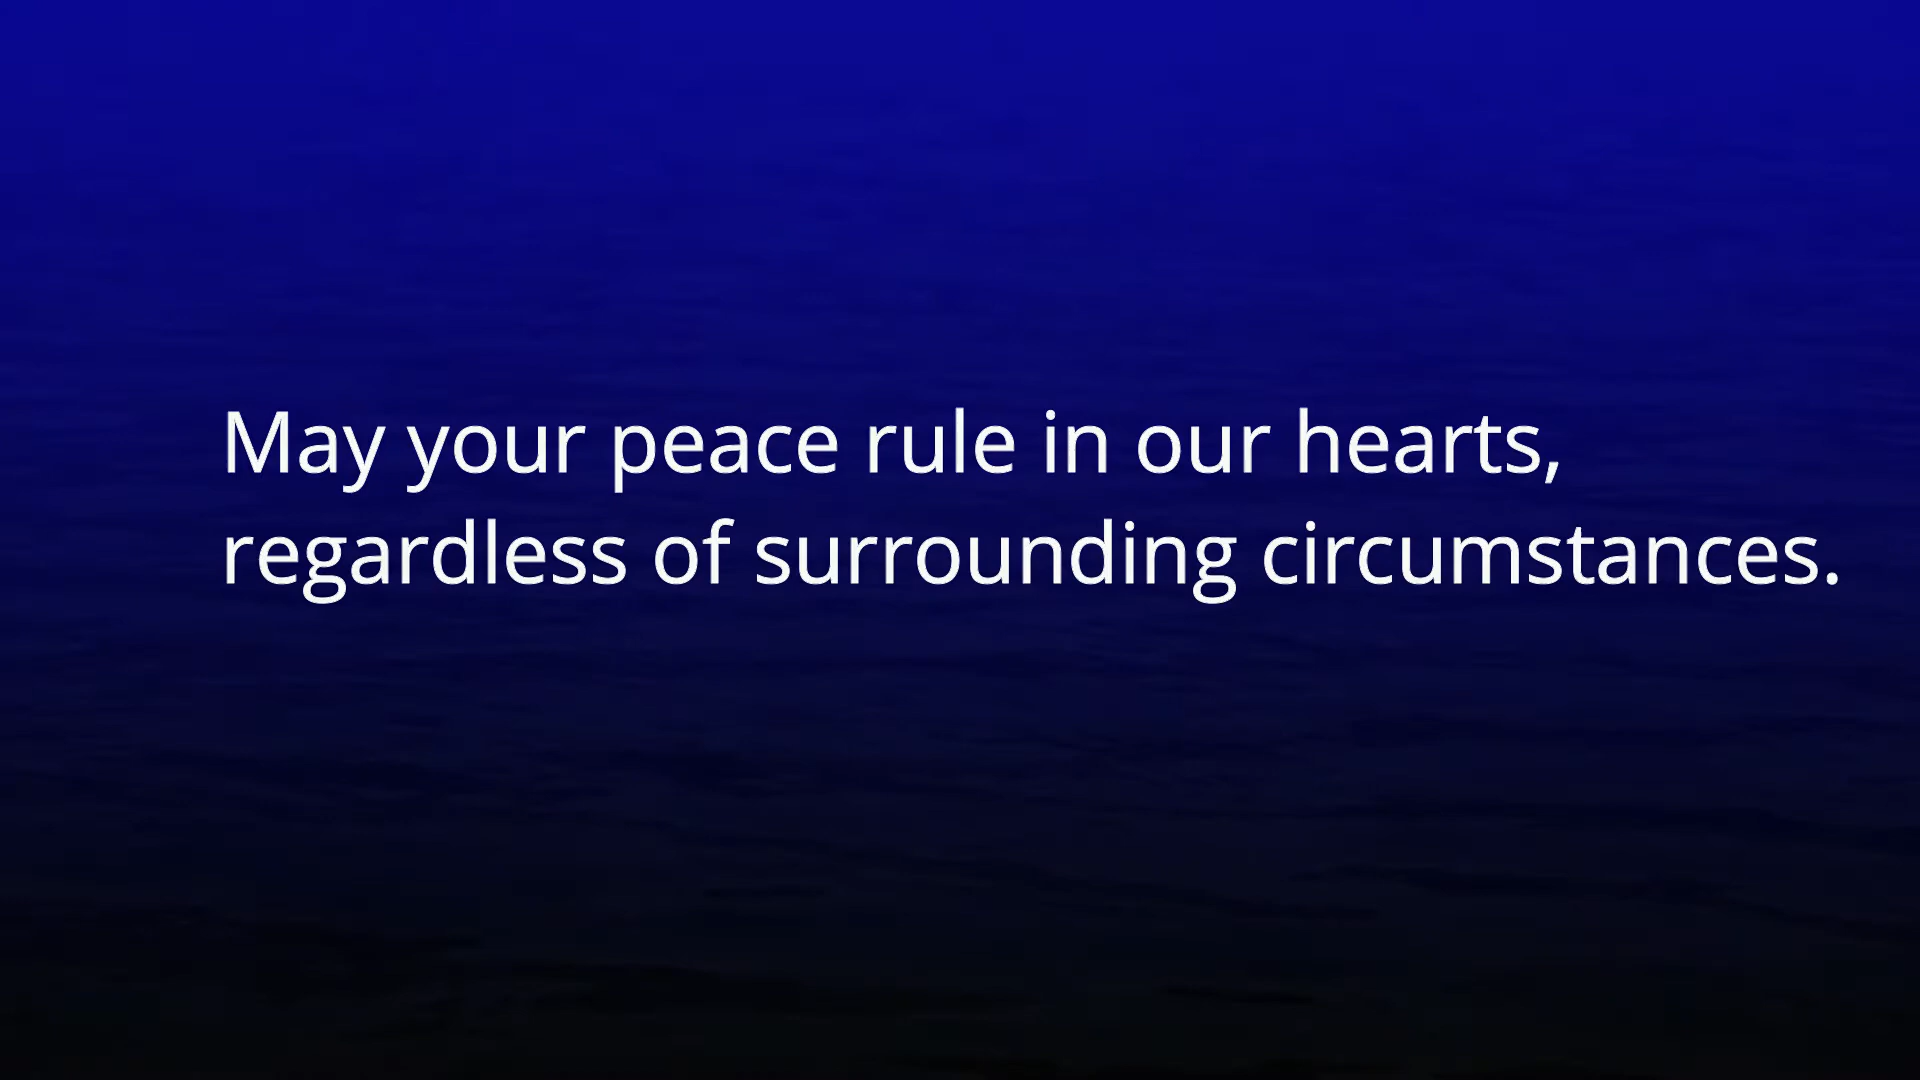 May your peace rule in our hearts,
regardless of surrounding circumstances.